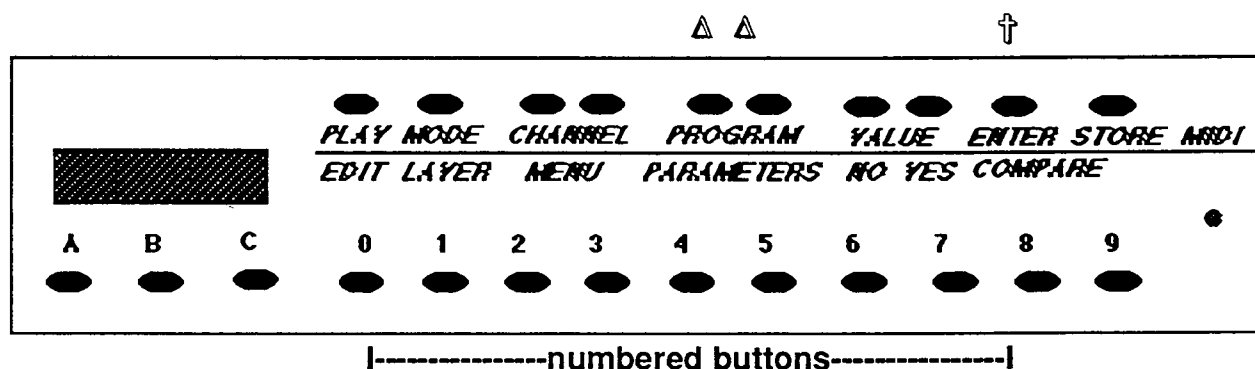 Δ Δ †
PLAY MODE CHANNEL PROGRAM VALUE ENTER STORE MIDI
EDIT LAYER MENU PARAMETERS NO YES COMPARE
A B C 0 1 2 3 4 5 6 7 8 9
|---------------numbered buttons---------------|